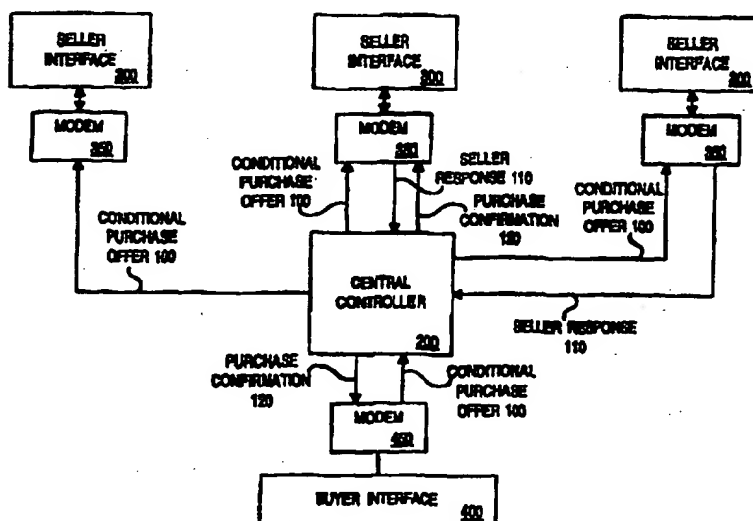 SELLER
INTERFACE
300
MODEM
350
SELLER
INTERFACE
300
MODEM
350
SELLER
INTERFACE
300
MODEM
350
CONDITIONAL
PURCHASE
OFFER 100
CONDITIONAL
PURCHASE
OFFER 100
SELLER
RESPONSE 110
PURCHASE
CONFIRMATION
120
CONDITIONAL
PURCHASE
OFFER 100
CENTRAL
CONTROLLER
200
SELLER RESPONSE
110
PURCHASE
CONFIRMATION
120
CONDITIONAL
PURCHASE
OFFER 100
MODEM
450
BUYER INTERFACE
400